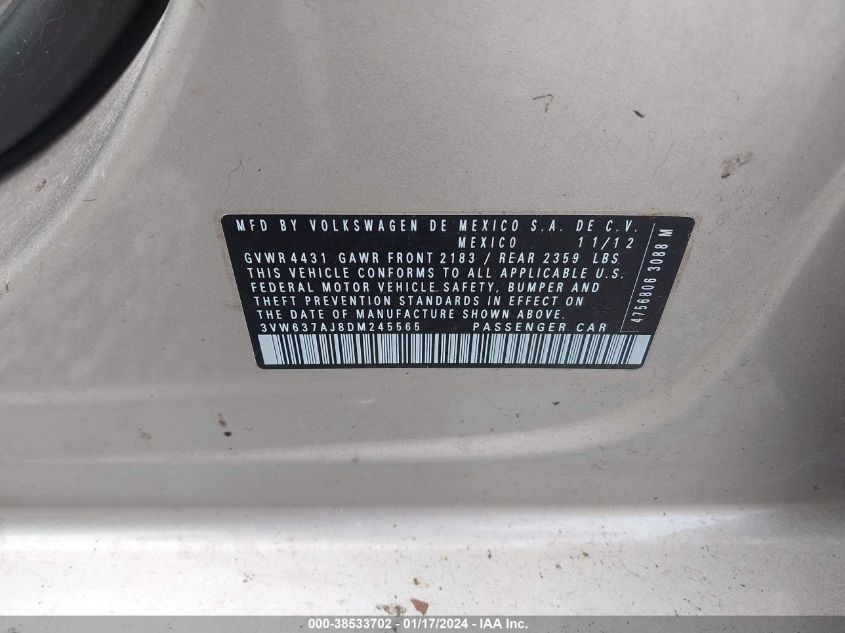 MFD BY VOLKSWAGEN DE MEXICO S.A. DE C.V.
MEXICO 11/12
GVWR 4431 GAWR FRONT 2183 / REAR 2359 LBS
THIS VEHICLE CONFORMS TO ALL APPLICABLE U.S.
FEDERAL MOTOR VEHICLE SAFETY, BUMPER AND
THEFT PREVENTION STANDARDS IN EFFECT ON
THE DATE OF MANUFACTURE SHOWN ABOVE.
3VW637AJ8DM245565 PASSENGER CAR
4756806 3088 M
000-38533702 - 01/17/2024 - IAA Inc.